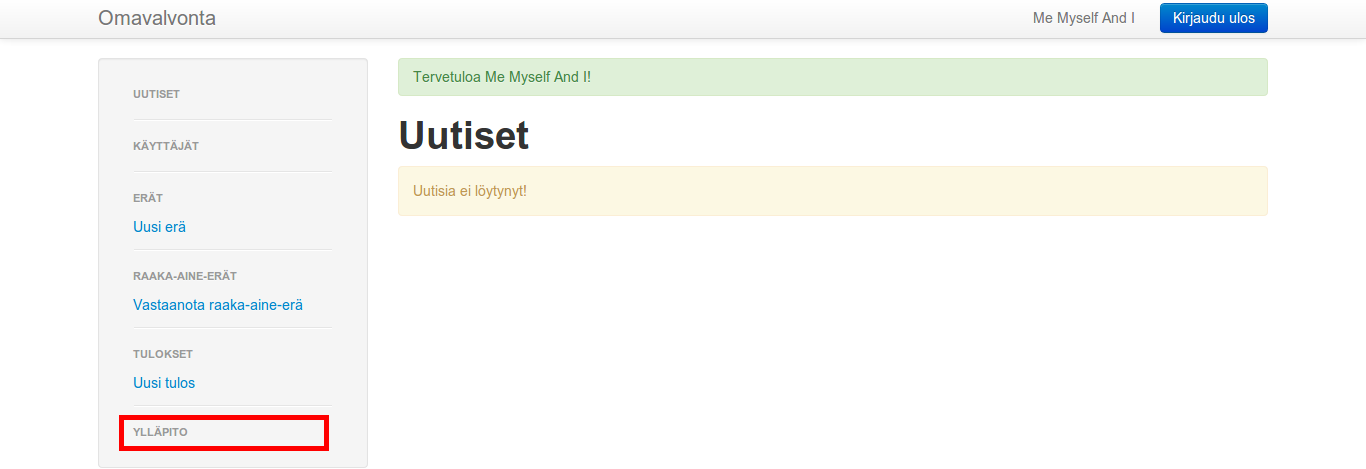 Omavalvonta
Me Myself And I
Kirjaudu ulos
UUTISET
KÄYTTÄJÄT
ERÄT
Uusi erä
RAAKA-AINE-ERÄT
Vastaanota raaka-aine-erä
TULOKSET
Uusi tulos
YLLÄPITO
Tervetuloa Me Myself And I!
Uutiset
Uutisia ei löytynyt!